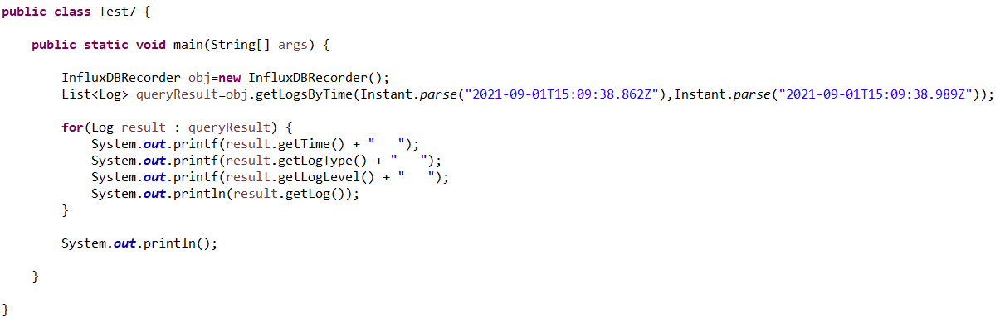 public class Test7 {
public static void main(String[] args) {
InfluxDBRecorder obj=new InfluxDBRecorder();
List<Log> queryResult=obj.getLogsByTime(Instant.parse("2021-09-01T15:09:38.862Z"),Instant.parse("2021-09-01T15:09:38.989Z"));
for(Log result : queryResult) {
System.out.printf(result.getTime() + "   ");
System.out.printf(result.getLogType() + "   ");
System.out.printf(result.getLogLevel() + "   ");
System.out.println(result.getLog());
}
System.out.println();
}
}